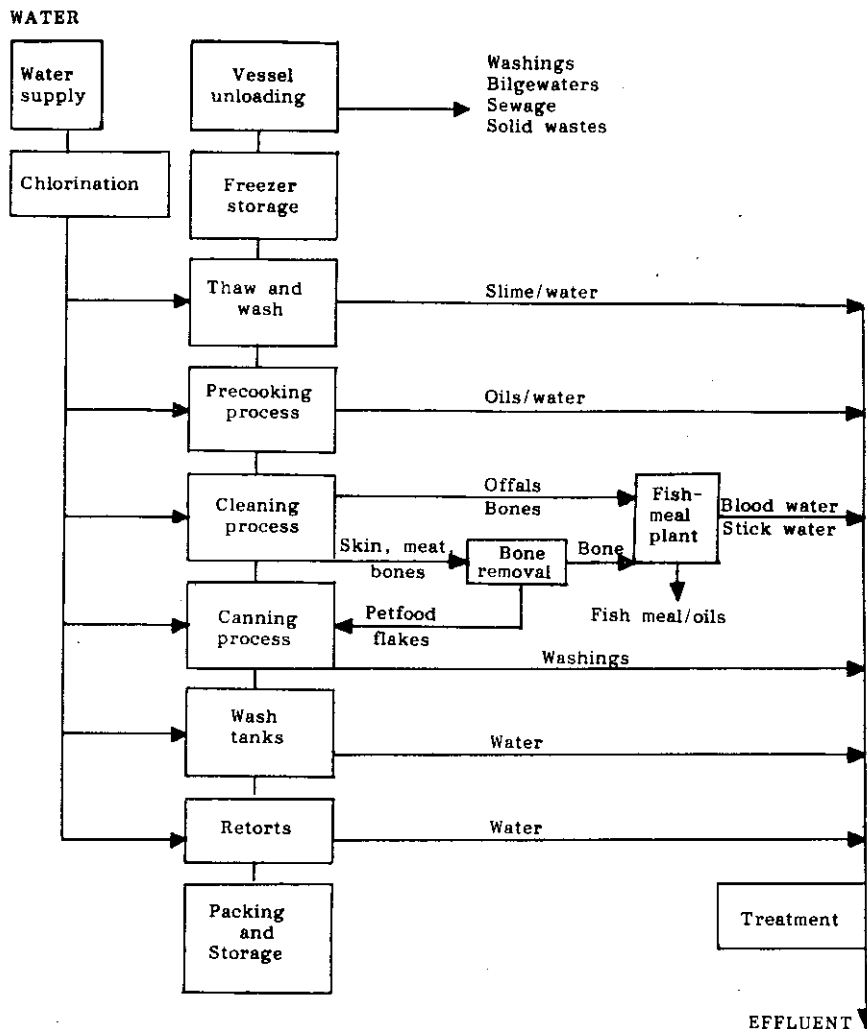 WATER
Water
supply
Vessel
unloading
Washings
Bilgewaters
Sewage
Solid wastes
Chlorination
Freezer
storage
Thaw and
wash
Slime/water
Precooking
process
Oils/water
Cleaning
process
Offals
Bones
Fish-
meal
plant
Blood water
Stick water
Skin, meat,
bones
Bone
removal
Bone
Canning
process
Petfood
flakes
Fish meal/oils
Washings
Wash
tanks
Water
Retorts
Water
Packing
and
Storage
Treatment
EFFLUENT